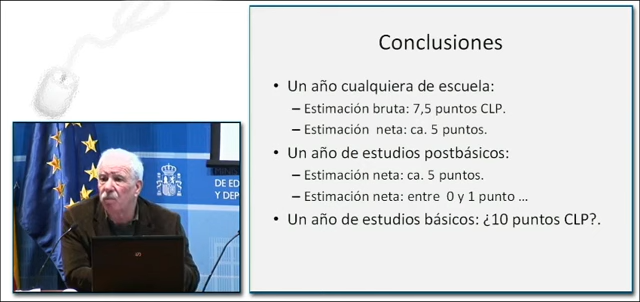 Conclusiones
• Un año cualquiera de escuela:
– Estimación bruta: 7,5 puntos CLP.
– Estimación neta: ca. 5 puntos.
• Un año de estudios postbásicos:
– Estimación neta: ca. 5 puntos.
– Estimación neta: entre 0 y 1 punto ...
• Un año de estudios básicos: ¿10 puntos CLP?.
DE ED
Y DEP